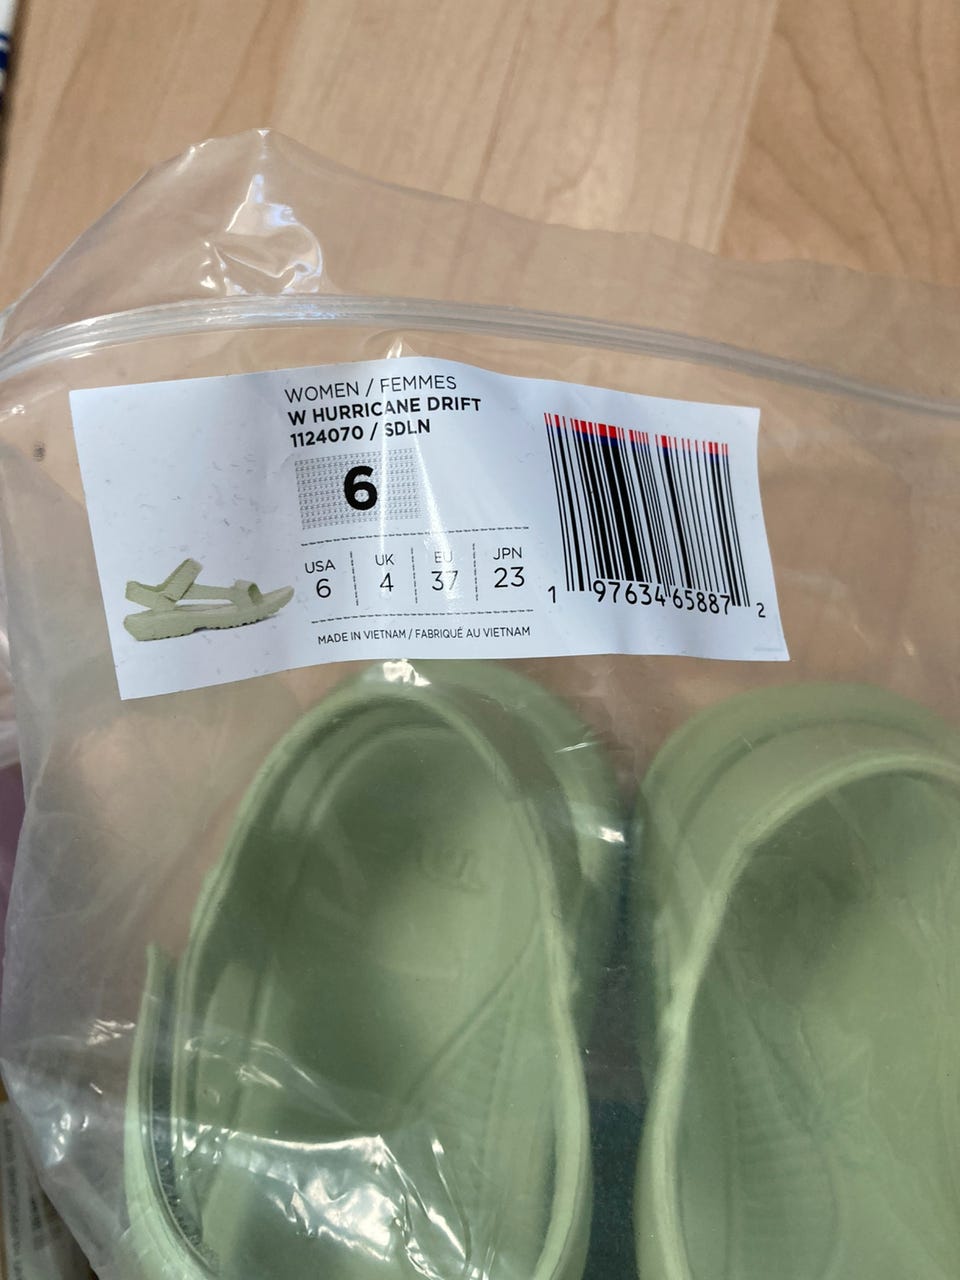 WOMEN / FEMMES
W HURRICANE DRIFT
1124070 / SDLN
6
USA UK EU JPN
6 4 37 23
MADE IN VIETNAM / FABRIQUÉ AU VIETNAM
1 97634 65887 2